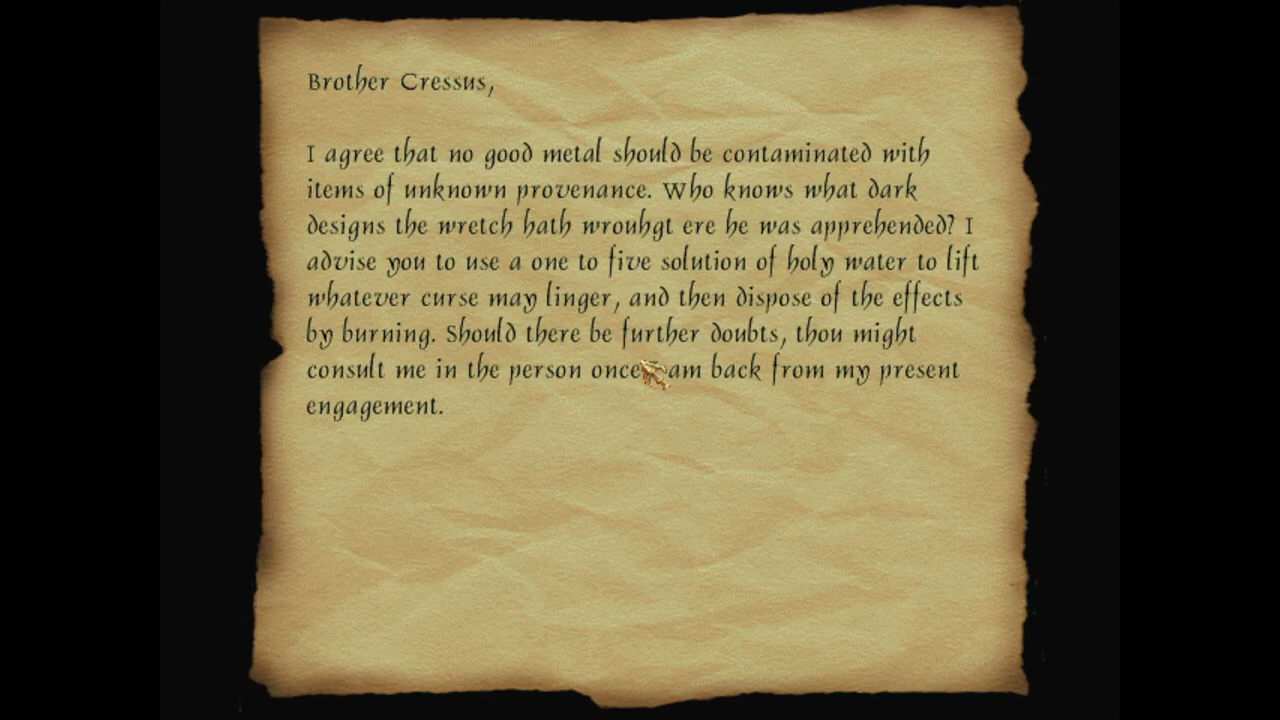 Brother Cressus,
I agree that no good metal should be contaminated with
items of unknown provenance. Who knows what dark
designs the wretch hath wrouhgt ere he was apprehended? I
advise you to use a one to five solution of holy water to lift
whatever curse may linger, and then dispose of the effects
by burning. Should there be further doubts, thou might
consult me in the person once am back from my present
engagement.